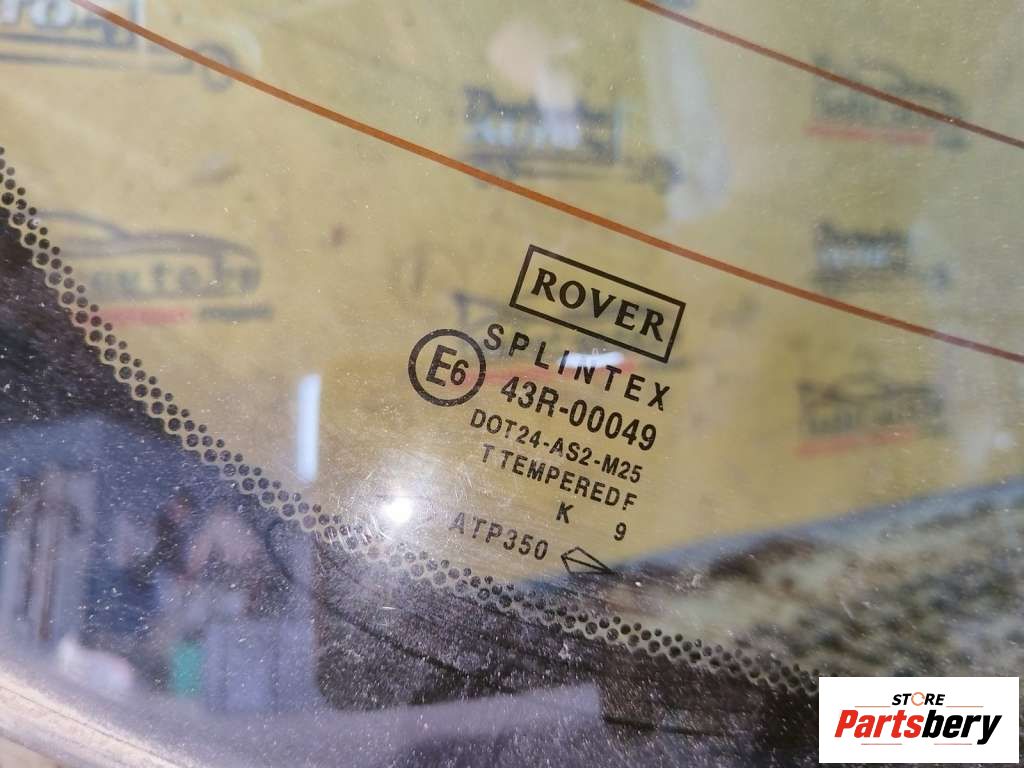 ROVER
SPLINTEX
E6
43R-00049
DOT24-AS2-M25
T TEMPERED F
K 9
ATP350
STORE
Partsbery